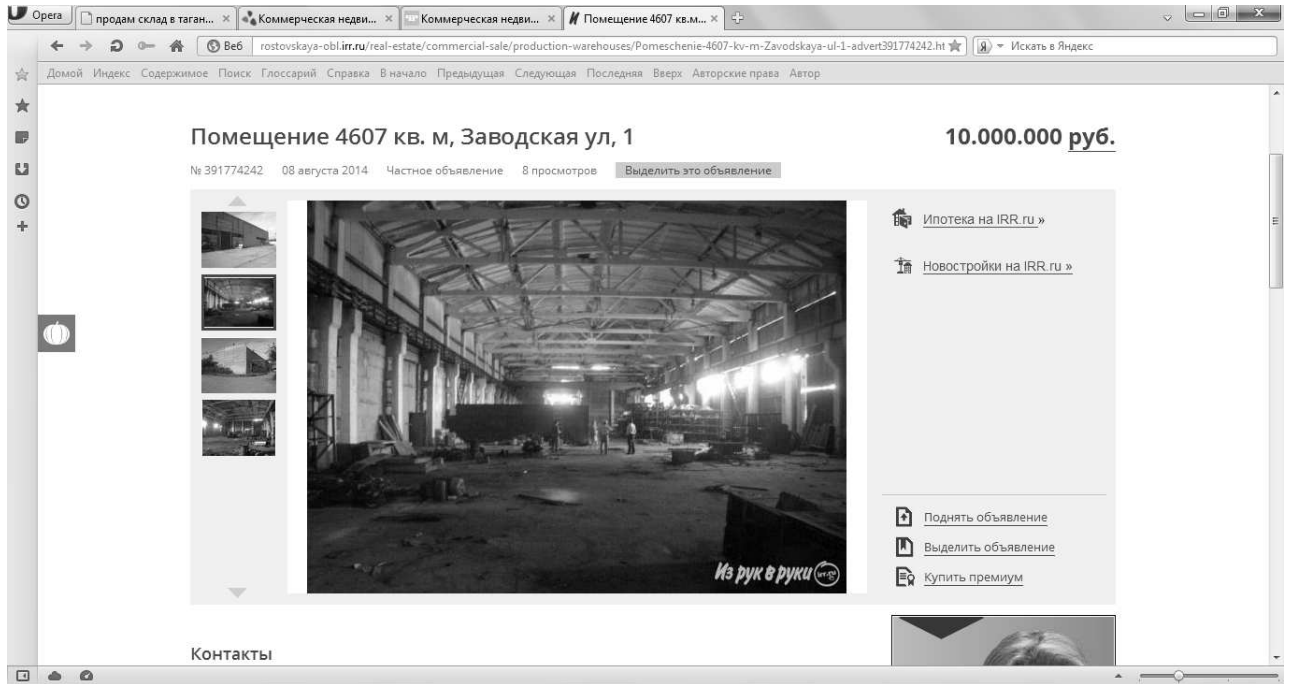 Opera
продам склад в таган...
Коммерческая недви...
Коммерческая недви...
Помещение 4607 кв.м...
Веб
rostovskaya-obl.irr.ru/real-estate/commercial-sale/production-warehouses/Pomeschenie-4607-kv-m-Zavodskaya-ul-1-advert391774242.ht
Искать в Яндекс
Домой Индекс Содержимое Поиск Глоссарий Справка В начало Предыдущая Следующая Последняя Вверх Авторские права Автор
Помещение 4607 кв. м, Заводская ул, 1
10.000.000 руб.
№ 391774242 08 августа 2014 Частное объявление 8 просмотров Выделить это объявление
Ипотека на IRR.ru »
Новостройки на IRR.ru »
Поднять объявление
Выделить объявление
Купить премиум
Из рук в руки irr.ru
Контакты